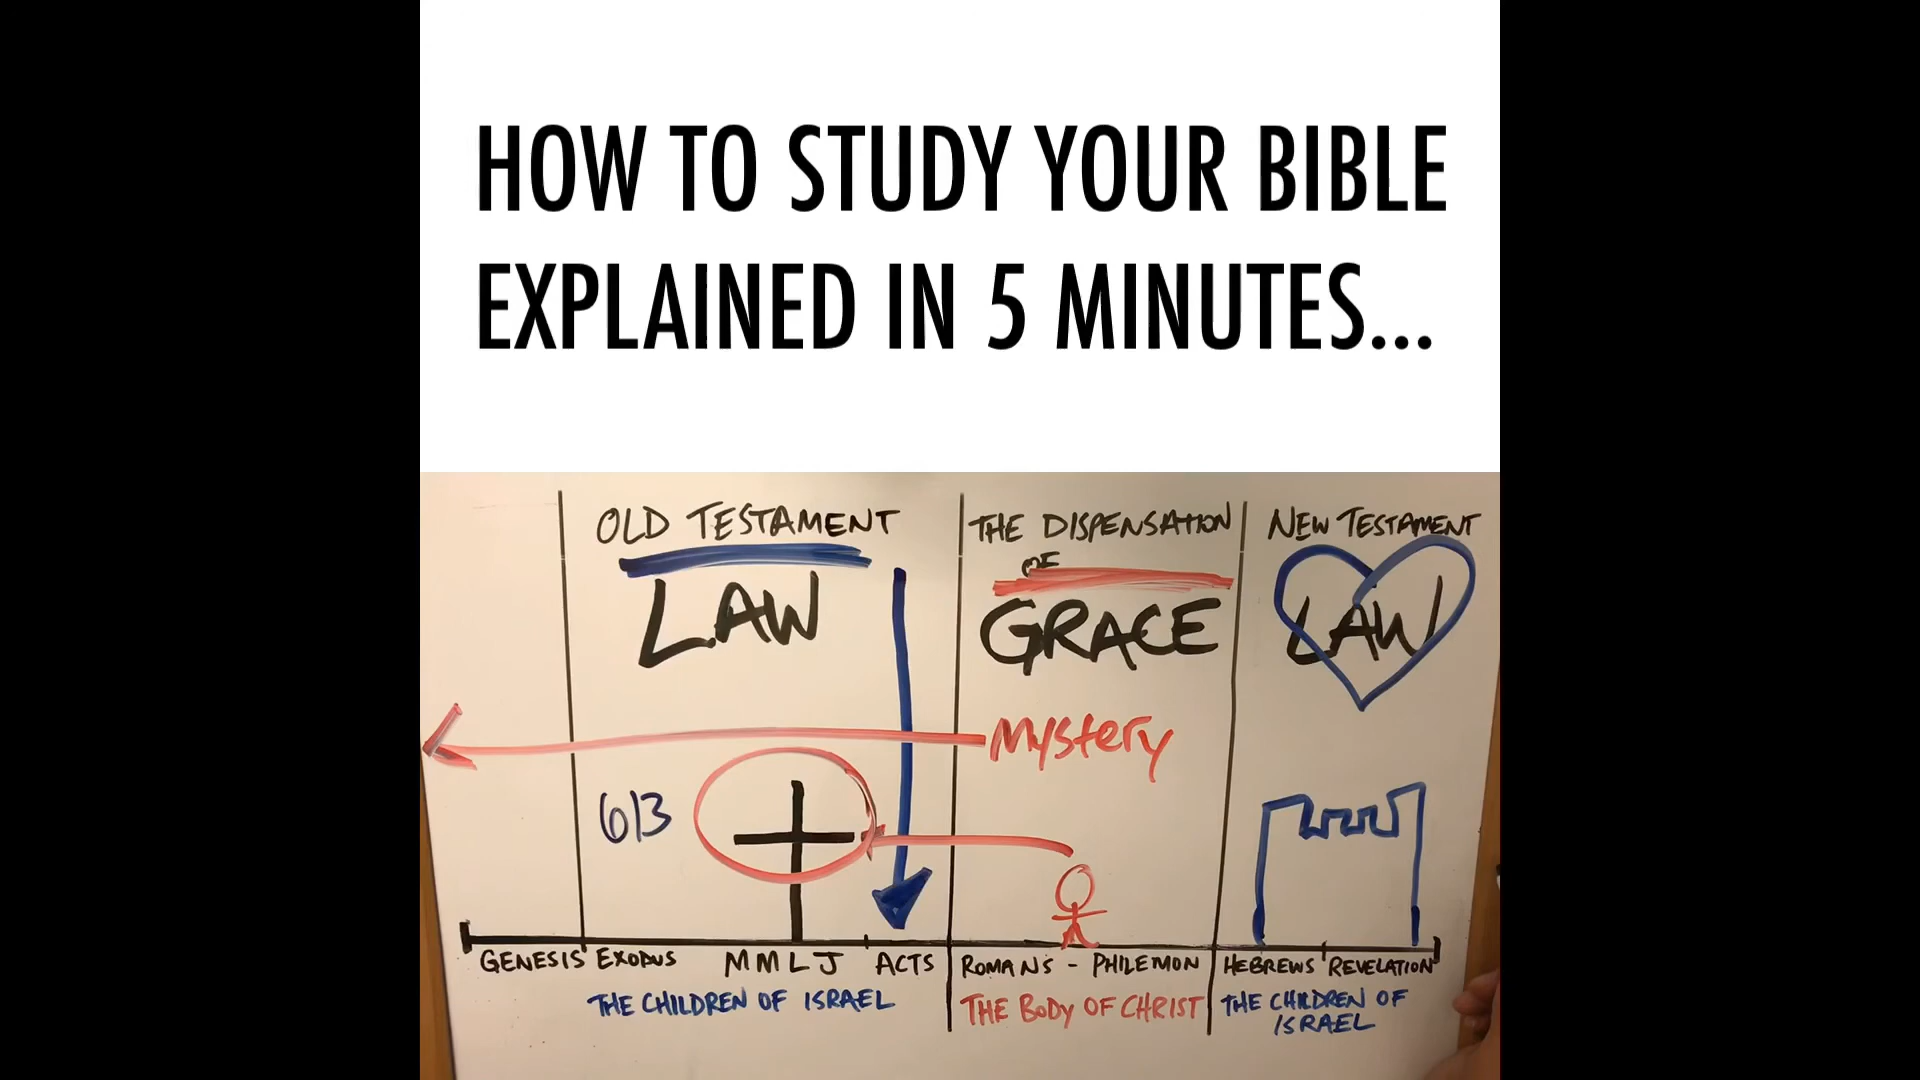 HOW TO STUDY YOUR BIBLE
EXPLAINED IN 5 MINUTES...
OLD TESTAMENT
LAW
THE DISPENSATION
OF
GRACE
NEW TESTAMENT
LAW
Mystery
613
GENESIS EXODUS MMLJ ACTS ROMANS - PHILEMON HEBREWS REVELATION
THE CHILDREN OF ISRAEL THE BODY OF CHRIST THE CHILDREN OF
ISRAEL